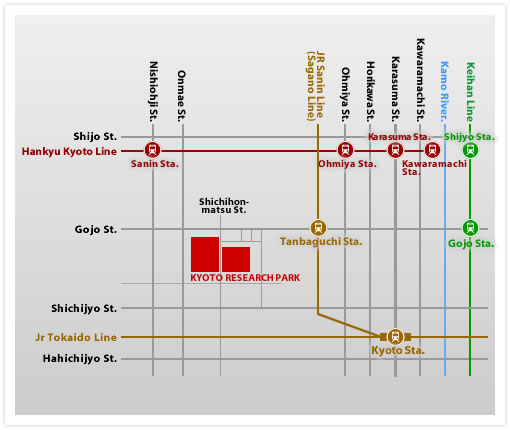 Nishiohji St.
Onmae St.
JR Sanin Line
(Sagano Line)
Ohmiya St.
Horikawa St.
Karasuma St.
Kawaramachi St.
Kamo River.
Keihan Line
Shijo St.
Karasuma Sta.
Shijyo Sta.
Hankyu Kyoto Line
Sanin Sta.
Ohmiya Sta.
Kawaramachi
Sta.
Shichihon-
matsu St.
Gojo St.
Tanbaguchi Sta.
Gojo Sta.
KYOTO RESEARCH PARK
Shichijyo St.
Jr Tokaido Line
Kyoto Sta.
Hahichijyo St.